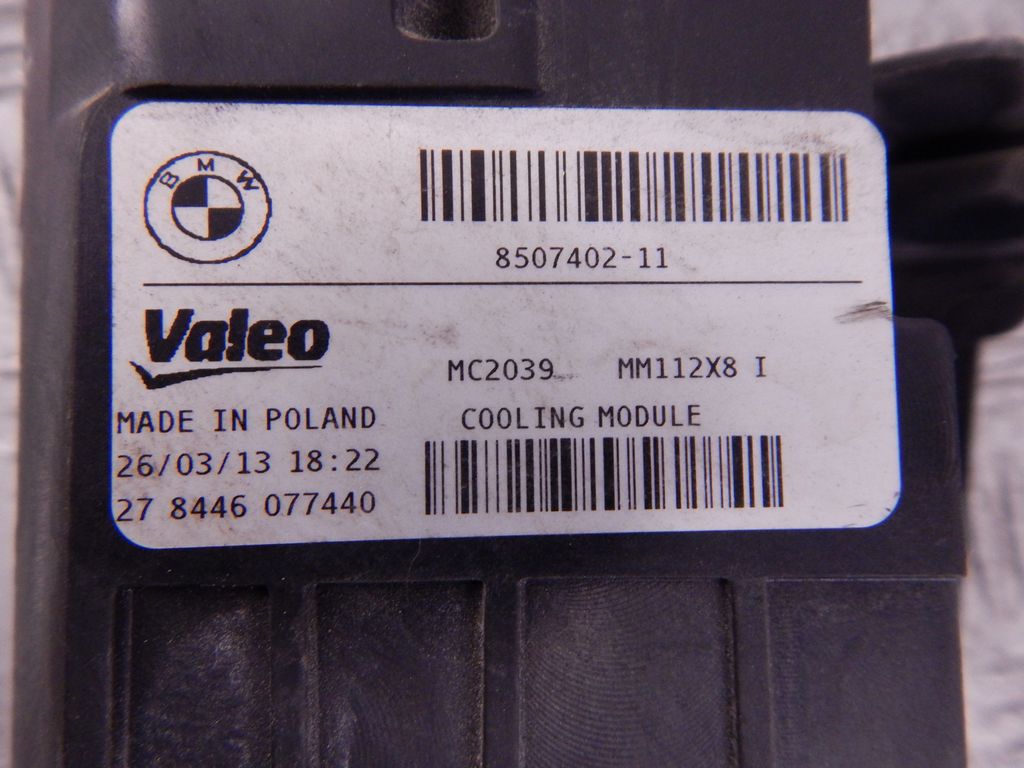 BMW
8507402-11
Valeo
MC2039 MM112X8 I
MADE IN POLAND COOLING MODULE
26/03/13 18:22
27 8446 077440